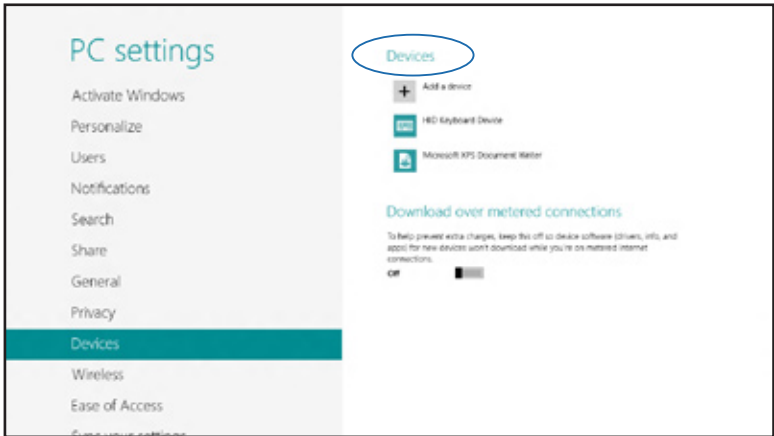 PC settings
Activate Windows
Personalize
Users
Notifications
Search
Share
General
Privacy
Devices
Wireless
Ease of Access
Sync your settings
Devices
Add a device
HID Keyboard Device
Microsoft XPS Document Writer
Download over metered connections
To help prevent extra charges, keep this off so device software (drivers, info, and
apps) for new devices won't download while you're on metered internet
connections.
Off